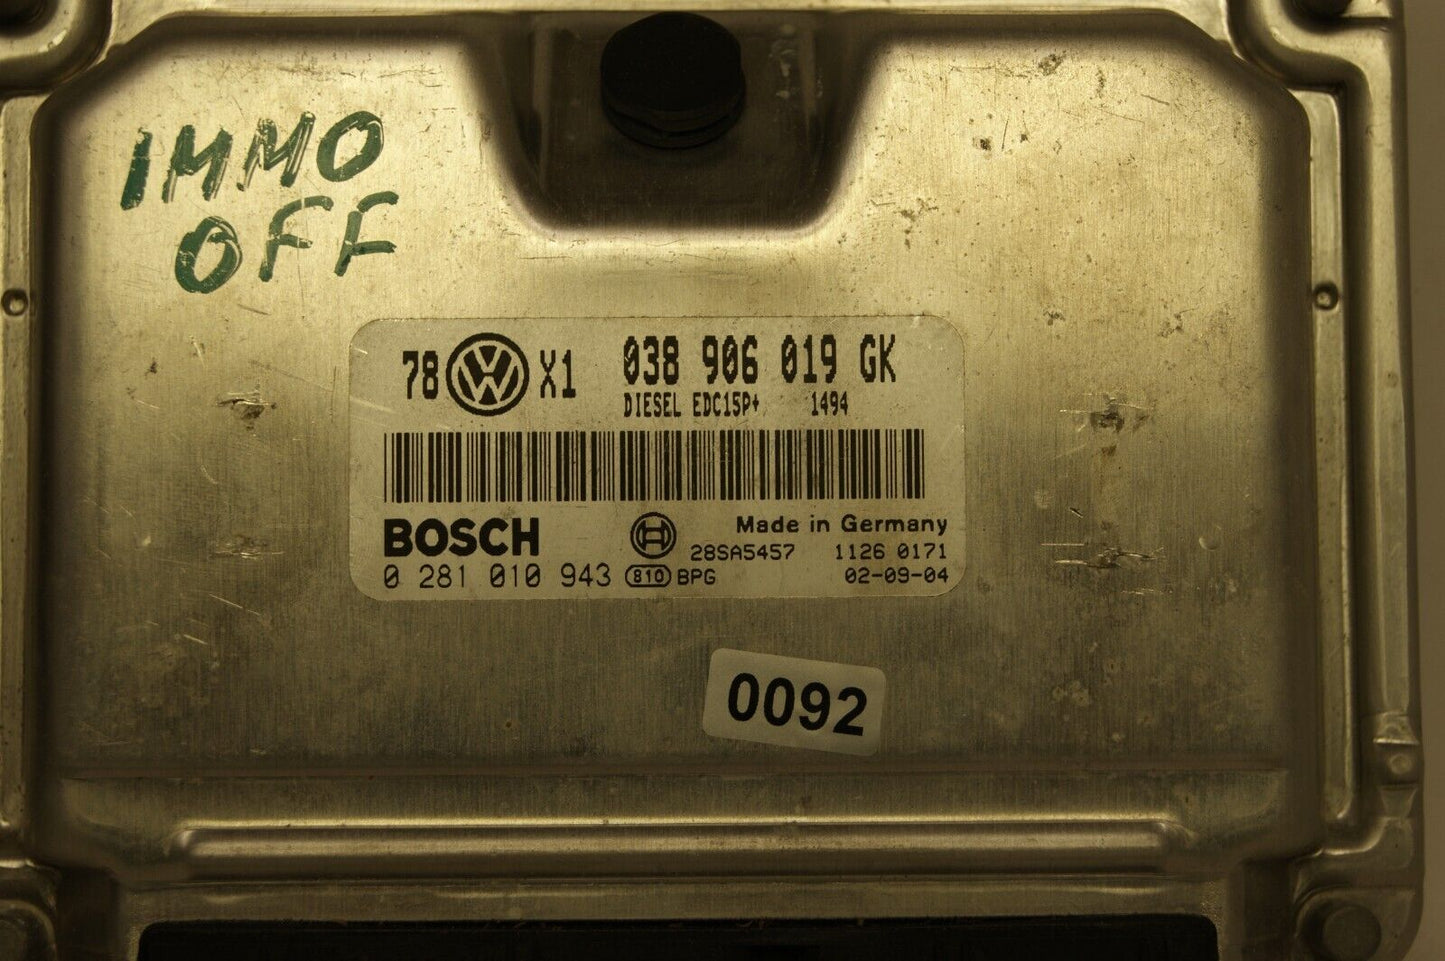 IMMO
OFF
78 VW X1 038 906 019 GK
DIESEL EDC15P+ 1494
BOSCH Made in Germany
28SA5457 1126 0171
0 281 010 943 810 BPG 02-09-04
0092